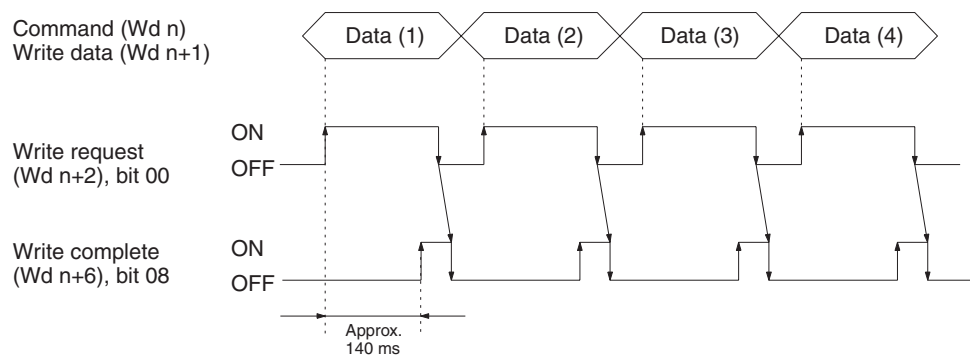 Command (Wd n)
Write data (Wd n+1)
Data (1)
Data (2)
Data (3)
Data (4)
Write request
(Wd n+2), bit 00
ON
OFF
Write complete
(Wd n+6), bit 08
ON
OFF
Approx.
140 ms